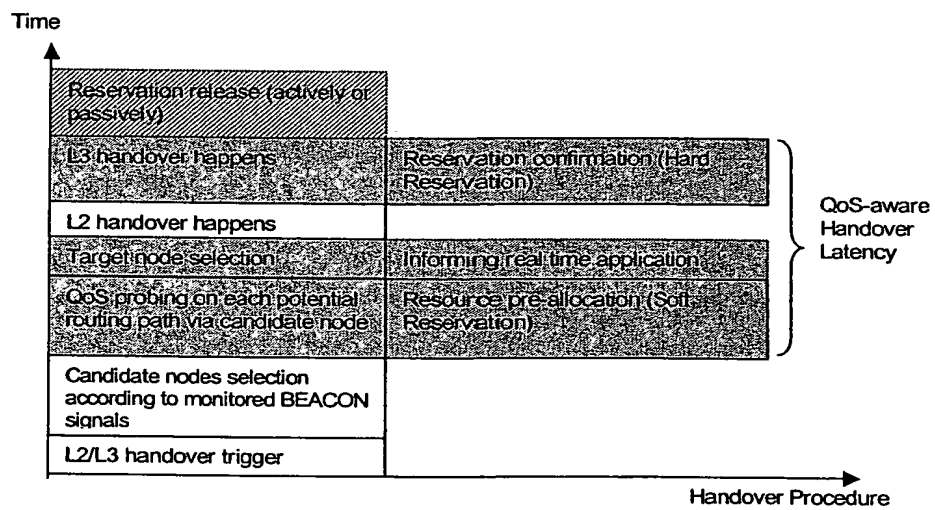 Time
Reservation release (actively or
passively)
L3 handover happens
Reservation confirmation (Hard
Reservation)
L2 handover happens
Target node selection
Informing real time application
QoS probing on each potential
routing path via candidate node
Resource pre-allocation (Soft
Reservation)
Candidate nodes selection
according to monitored BEACON
signals
L2/L3 handover trigger
QoS-aware
Handover
Latency
Handover Procedure